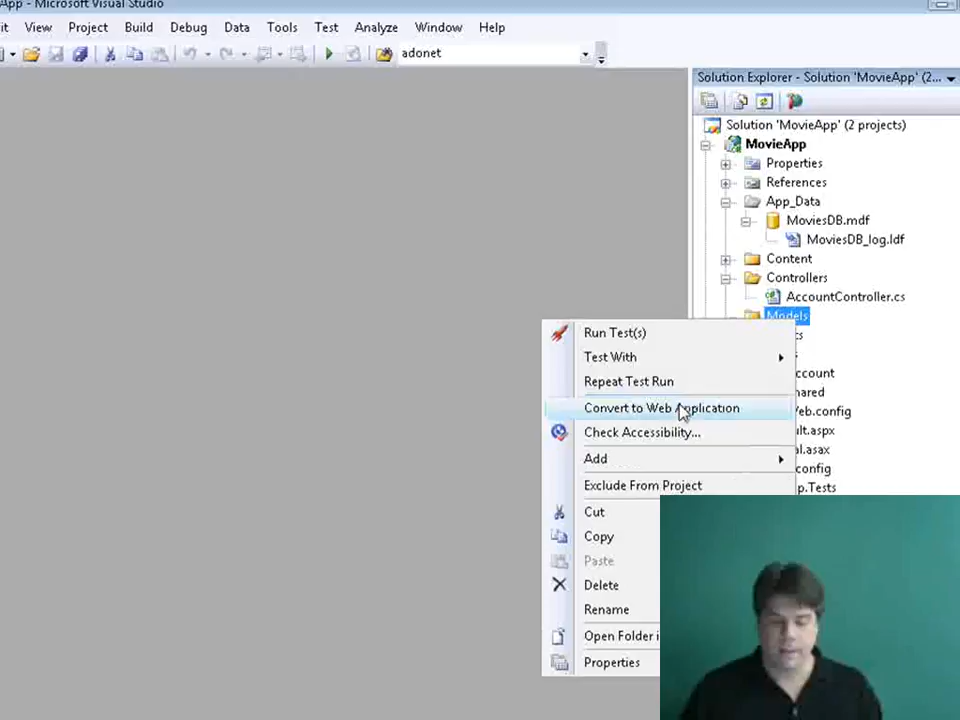 App - Microsoft Visual Studio
it View Project Build Debug Data Tools Test Analyze Window Help
adonet
Solution Explorer - Solution 'MovieApp' (2...
Solution 'MovieApp' (2 projects)
MovieApp
Properties
References
App_Data
MoviesDB.mdf
MoviesDB_log.ldf
Content
Controllers
AccountController.cs
Models
Run Test(s)
cs
Test With
s
ccount
Repeat Test Run
hared
Convert to Web Application
Web.config
Check Accessibility...
ult.aspx
al.asax
Add
config
Exclude From Project
p.Tests
Cut
Copy
Paste
Delete
Rename
Open Folder i
Properties